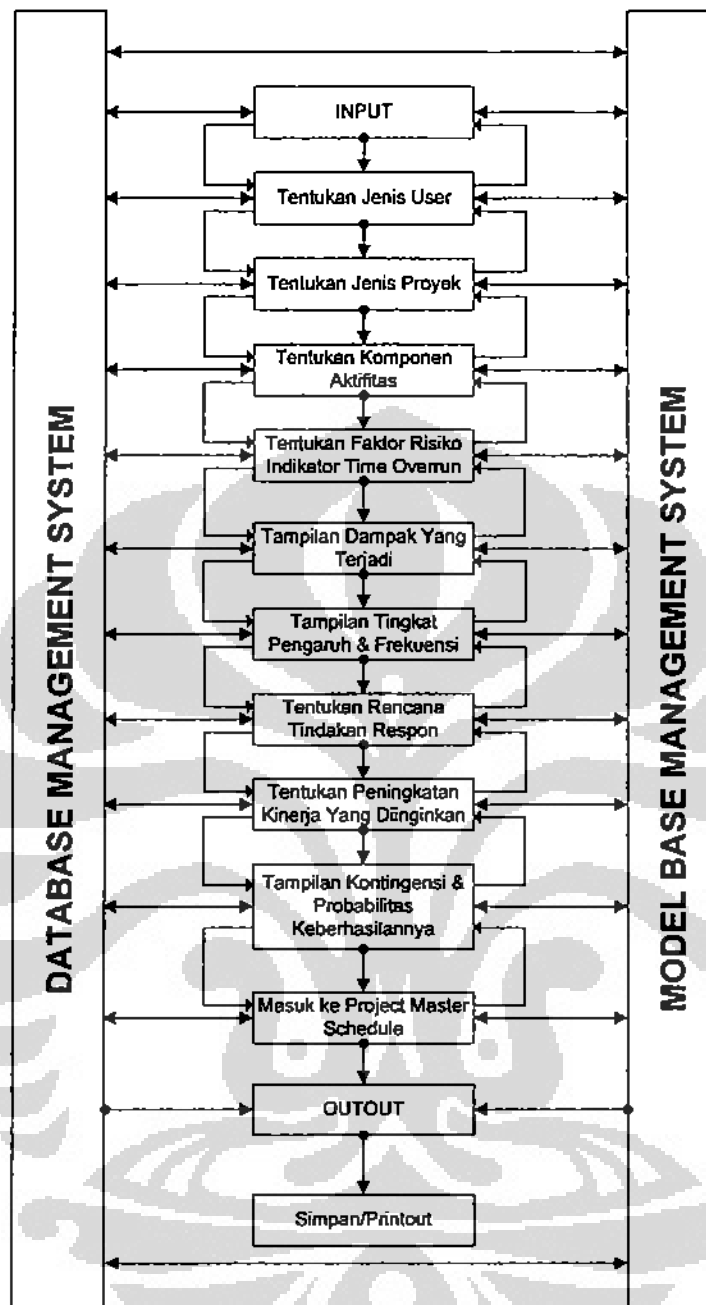 DATABASE MANAGEMENT SYSTEM
INPUT
Tentukan Jenis User
Tentukan Jenis Proyek
Tentukan Komponen
Aktifitas
Tentukan Faktor Risiko
Indikator Time Overrun
Tampilan Dampak Yang
Terjadi
Tampilan Tingkat
Pengaruh & Frekuensi
Tentukan Rencana
Tindakan Respon
Tentukan Peningkatan
Kinerja Yang Diinginkan
Tampilan Kontingensi &
Probabilitas
Keberhasilannya
Masuk ke Project Master
Schedule
OUTOUT
Simpan/Printout
MODEL BASE MANAGEMENT SYSTEM